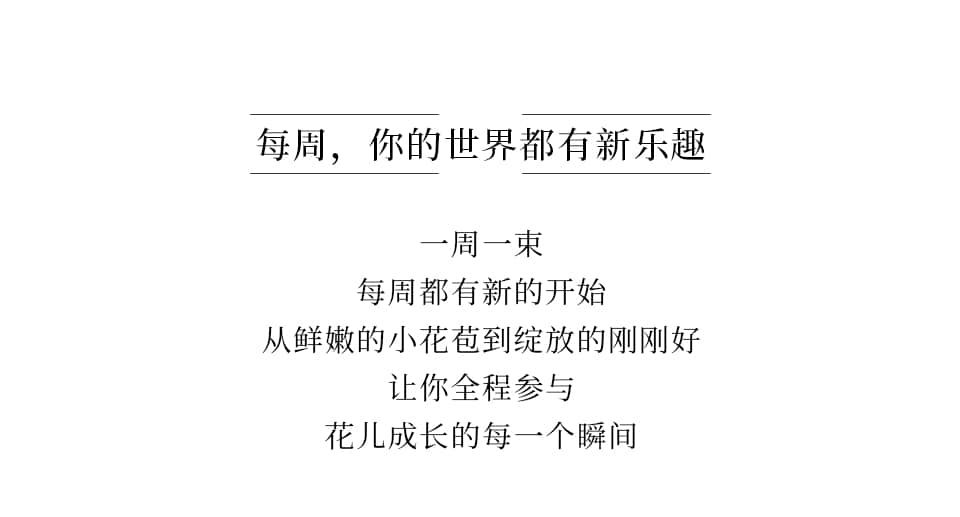 每周，你的世界都有新乐趣
一周一束
每周都有新的开始
从鲜嫩的小花苞到绽放的刚刚好
让你全程参与
花儿成长的每一个瞬间